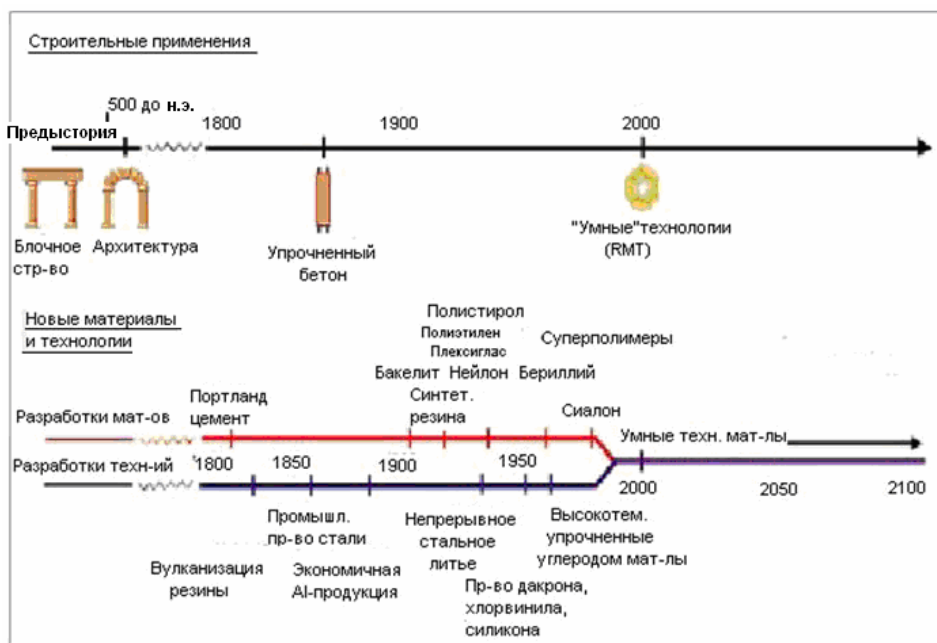 Строительные применения
500 до н.э.
1800
1900
2000
Предыстория
Блочное
стр-во
Архитектура
Упрочненный
бетон
"Умные"технологии
(RMT)
Новые материалы
и технологии
Полистирол
Полиэтилен
Плексиглас
Суперполимеры
Бакелит Нейлон Бериллий
Портланд
цемент
Синтет.
резина
Сиалон
Разработки мат-ов
Умные техн. мат-лы
Разработки техн-ий
1800
1850
1900
1950
2000
2050
2100
Промышл.
пр-во стали
Непрерывное
стальное
литье
Высокотем.
упрочненные
углеродом мат-лы
Вулканизация
резины
Экономичная
Al-продукция
Пр-во дакрона,
хлорвинила,
силикона